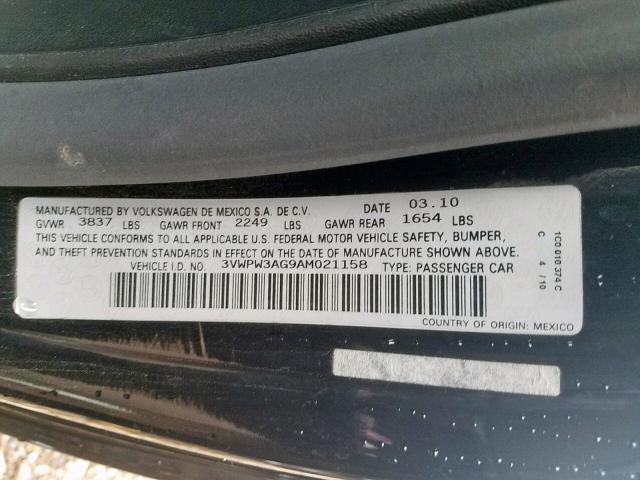 MANUFACTURED BY VOLKSWAGEN DE MEXICO S.A. DE C.V. DATE 03.10
GVWR 3837 LBS GAWR FRONT 2249 LBS GAWR REAR 1654 LBS
THIS VEHICLE CONFORMS TO ALL APPLICABLE U.S. FEDERAL MOTOR VEHICLE SAFETY, BUMPER,
AND THEFT PREVENTION STANDARDS IN EFFECT ON THE DATE OF MANUFACTURE SHOWN ABOVE.
VEHICLE I.D. NO. 3VWPW3AG9AM021158 TYPE: PASSENGER CAR
COUNTRY OF ORIGIN: MEXICO
1C0 010 374 C
C 4/10